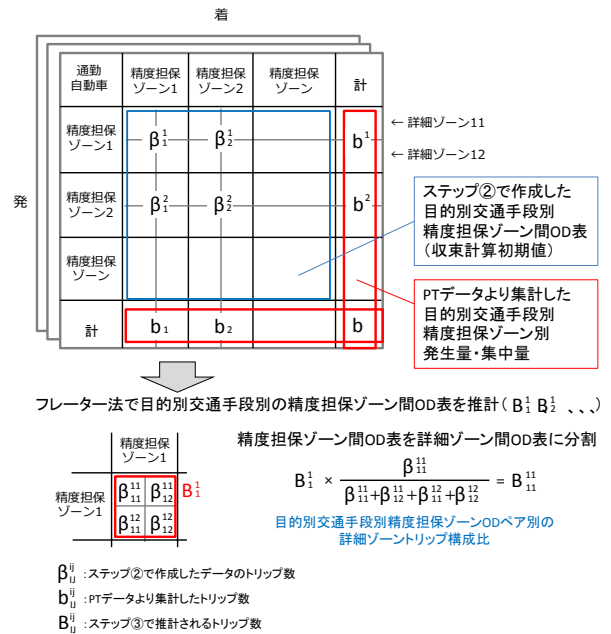 着
通勤
自動車
精度担保
ゾーン1
精度担保
ゾーン2
精度担保
ゾーン
計
精度担保
ゾーン1
β¹₁
β¹₂
b¹
← 詳細ゾーン11
← 詳細ゾーン12
発
精度担保
ゾーン2
β²₁
β²₂
b²
精度担保
ゾーン
計
b₁
b₂
b
ステップ②で作成した
目的別交通手段別
精度担保ゾーン間OD表
(収束計算初期値)
PTデータより集計した
目的別交通手段別
精度担保ゾーン別
発生量・集中量
フレーター法で目的別交通手段別の精度担保ゾーン間OD表を推計( B¹₁ B¹₂ 、、、)
精度担保
ゾーン1
精度担保
ゾーン1
β¹¹₁₁ β¹¹₁₂ B¹₁
β¹²₁₁ β¹²₁₂
精度担保ゾーン間OD表を詳細ゾーン間OD表に分割
B¹₁ × β¹¹₁₁ / β¹¹₁₁+β¹¹₁₂+β¹²₁₁+β¹²₁₂ = B¹¹₁₁
目的別交通手段別精度担保ゾーンODペア別の
詳細ゾーントリップ構成比
β^ij_IJ :ステップ②で作成したデータのトリップ数
b^ij_IJ :PTデータより集計したトリップ数
B^ij_IJ :ステップ③で推計されるトリップ数